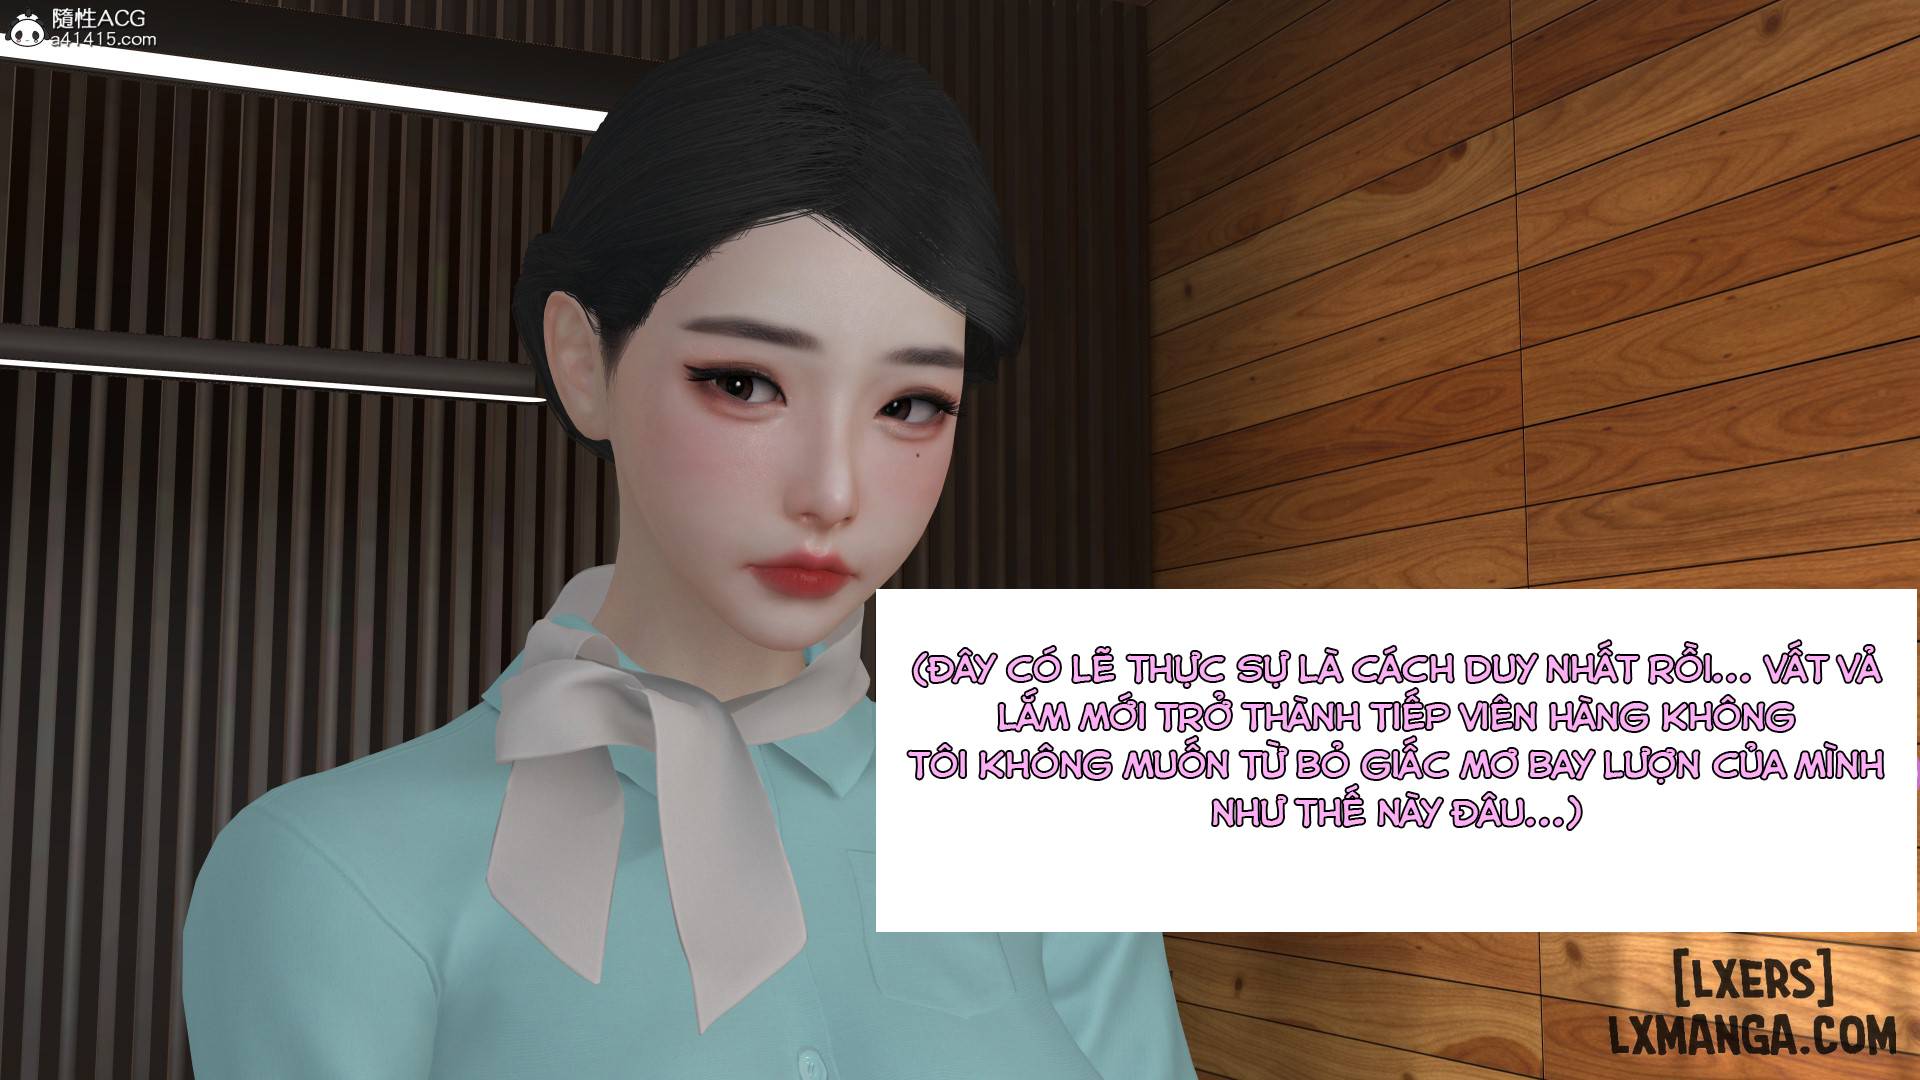 隨性ACG
a41415.com
(ĐÂY CÓ LẼ THỰC SỰ LÀ CÁCH DUY NHẤT RỒI... VẤT VẢ
LẮM MỚI TRỞ THÀNH TIẾP VIÊN HÀNG KHÔNG
TÔI KHÔNG MUỐN TỪ BỎ GIẤC MƠ BAY LƯỢN CỦA MÌNH
NHƯ THẾ NÀY ĐÂU...)
[LXERS]
LXMANGA.COM